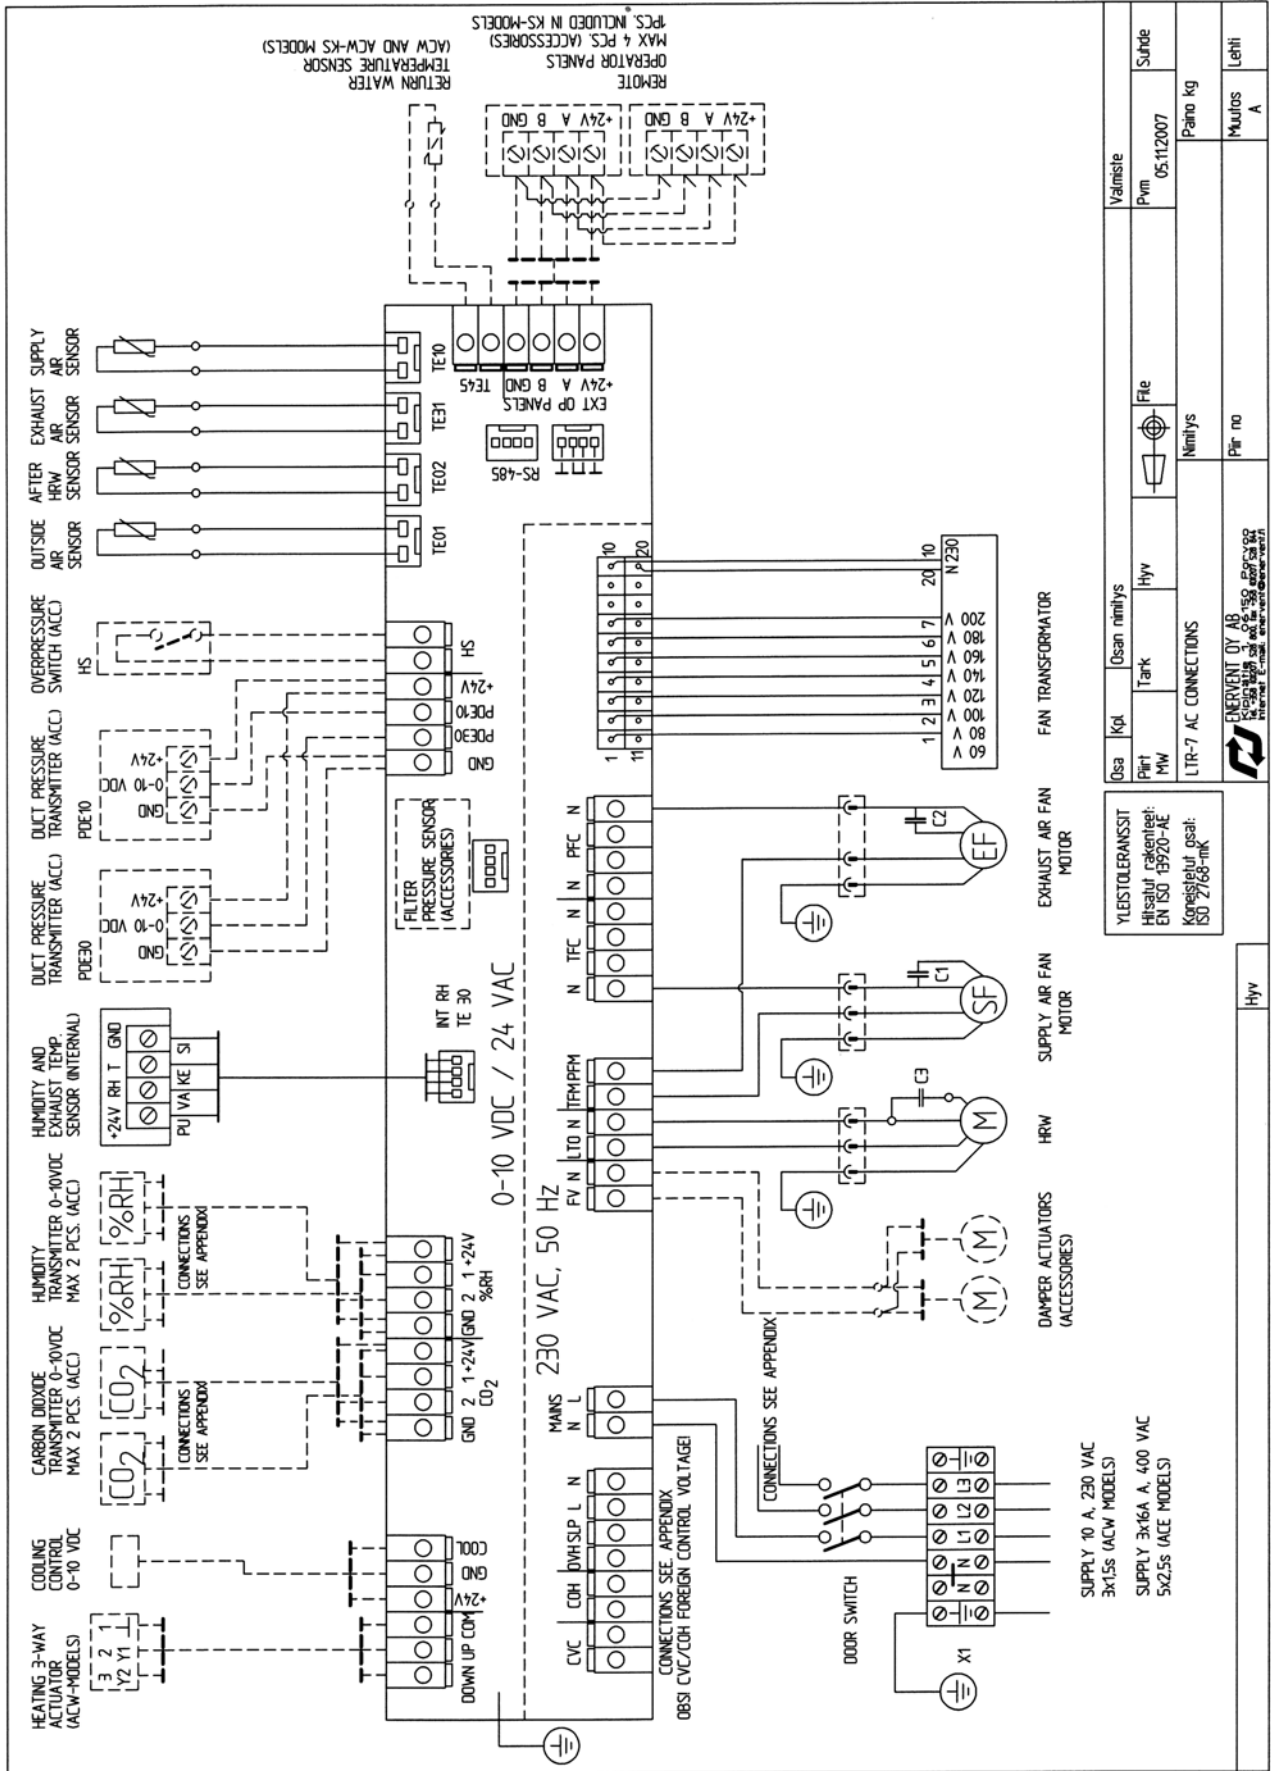 HEATING 3-WAY
ACTUATOR
(ACW-MODELS)
3 2 1
Y2 Y1
COOLING
CONTROL
0-10 VDC
CARBON DIOXIDE
TRANSMITTER 0-10VDC
MAX 2 PCS. (ACC.)
CO2
CO2
CONNECTIONS
SEE APPENDIX
HUMIDITY
TRANSMITTER 0-10VDC
MAX 2 PCS. (ACC.)
%RH
%RH
CONNECTIONS
SEE APPENDIX
HUMIDITY AND
EXHAUST TEMP.
SENSOR (INTERNAL)
+24V RH T GND
PU VA KE SI
DUCT PRESSURE
TRANSMITTER (ACC.)
PDE30
GND
0-10 VDC
+24V
DUCT PRESSURE
TRANSMITTER (ACC.)
PDE10
GND
0-10 VDC
+24V
OVERPRESSURE
SWITCH (ACC.)
HS
OUTSIDE
AIR
SENSOR
AFTER
HRW
SENSOR
EXHAUST
AIR
SENSOR
SUPPLY
AIR
SENSOR
RETURN WATER
TEMPERATURE SENSOR
(ACW AND ACW-KS MODELS)
REMOTE
OPERATOR PANELS
MAX 4 PCS. (ACCESSORIES)
1PCS. INCLUDED IN KS-MODELS
+24V A B GND
+24V A B GND
DOWN UP COM
+24V
GND
COOL
GND 2 1 +24V
CO2
GND 2 1 +24V
%RH
INT RH
TE 30
FILTER
PRESSURE SENSOR
(ACCESSORIES)
GND
PDE30
PDE10
+24V
HS
TE01
TE02
TE31
TE10
TE45
+24V A B GND
EXT OP PANELS
RS-485
0-10 VDC / 24 VAC
230 VAC, 50 Hz
CVC
COH
OVH
SLP
L
N
MAINS
N L
FV N
LTO N
TFM
PFM
N TFC N
N PFC N
1 10
11 20
CONNECTIONS SEE. APPENDIX
OBS! CVC/COH FOREIGN CONTROL VOLTAGE!
CONNECTIONS SEE APPENDIX
DOOR SWITCH
X1
N N L1 L2 L3
SUPPLY 10 A, 230 VAC
3x1,5s (ACW MODELS)
SUPPLY 3x16A A, 400 VAC
5x2,5s (ACE MODELS)
M
M
DAMPER ACTUATORS
(ACCESSORIES)
M
C3
HRW
SF
C1
SUPPLY AIR FAN
MOTOR
EF
C2
EXHAUST AIR FAN
MOTOR
1 2 3 4 5 6 7 20 10
60 V
80 V
100 V
120 V
140 V
160 V
180 V
200 V
N 230
FAN TRANSFORMATOR
YLEISTOLERANSSIT
Hitsatut rakenteet:
EN ISO 13920-AE
Koneistetut osat:
ISO 2768-mK
Hyv
Osa Kpl Osan nimitys Valmiste
Piirt
MW
Tark
Hyv
File
Pvm
05.11.2007
Suhde
LTR-7 AC CONNECTIONS
Nimitys
Paino kg
ENERVENT OY AB
Piir no
Muutos
A
Lehti